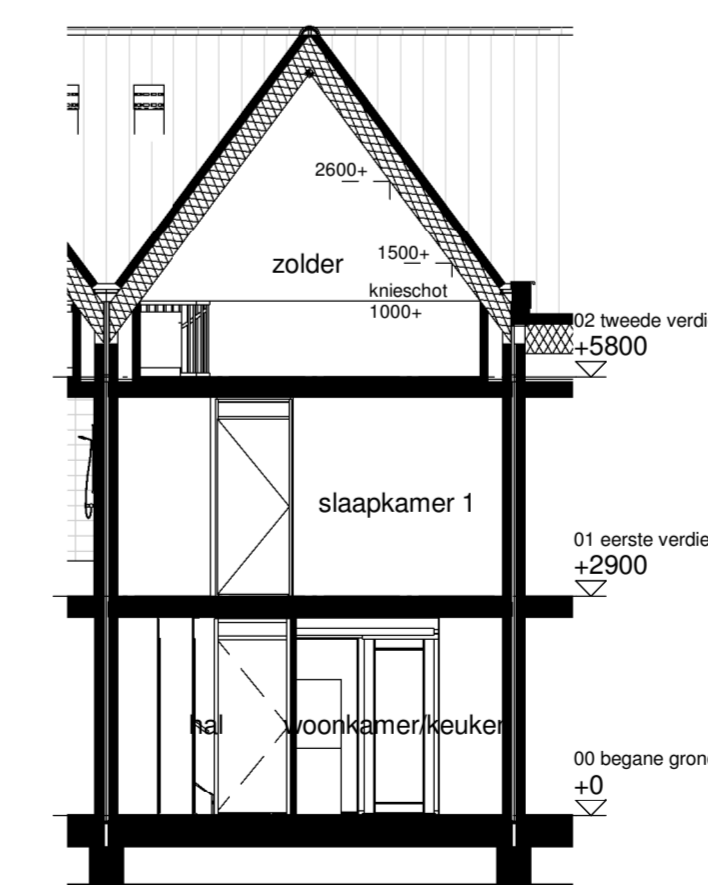 2600+
zolder
1500+
knieschot
1000+
02 tweede verdi
+5800
slaapkamer 1
01 eerste verdie
+2900
hal
woonkamer/keuken
00 begane gron
+0